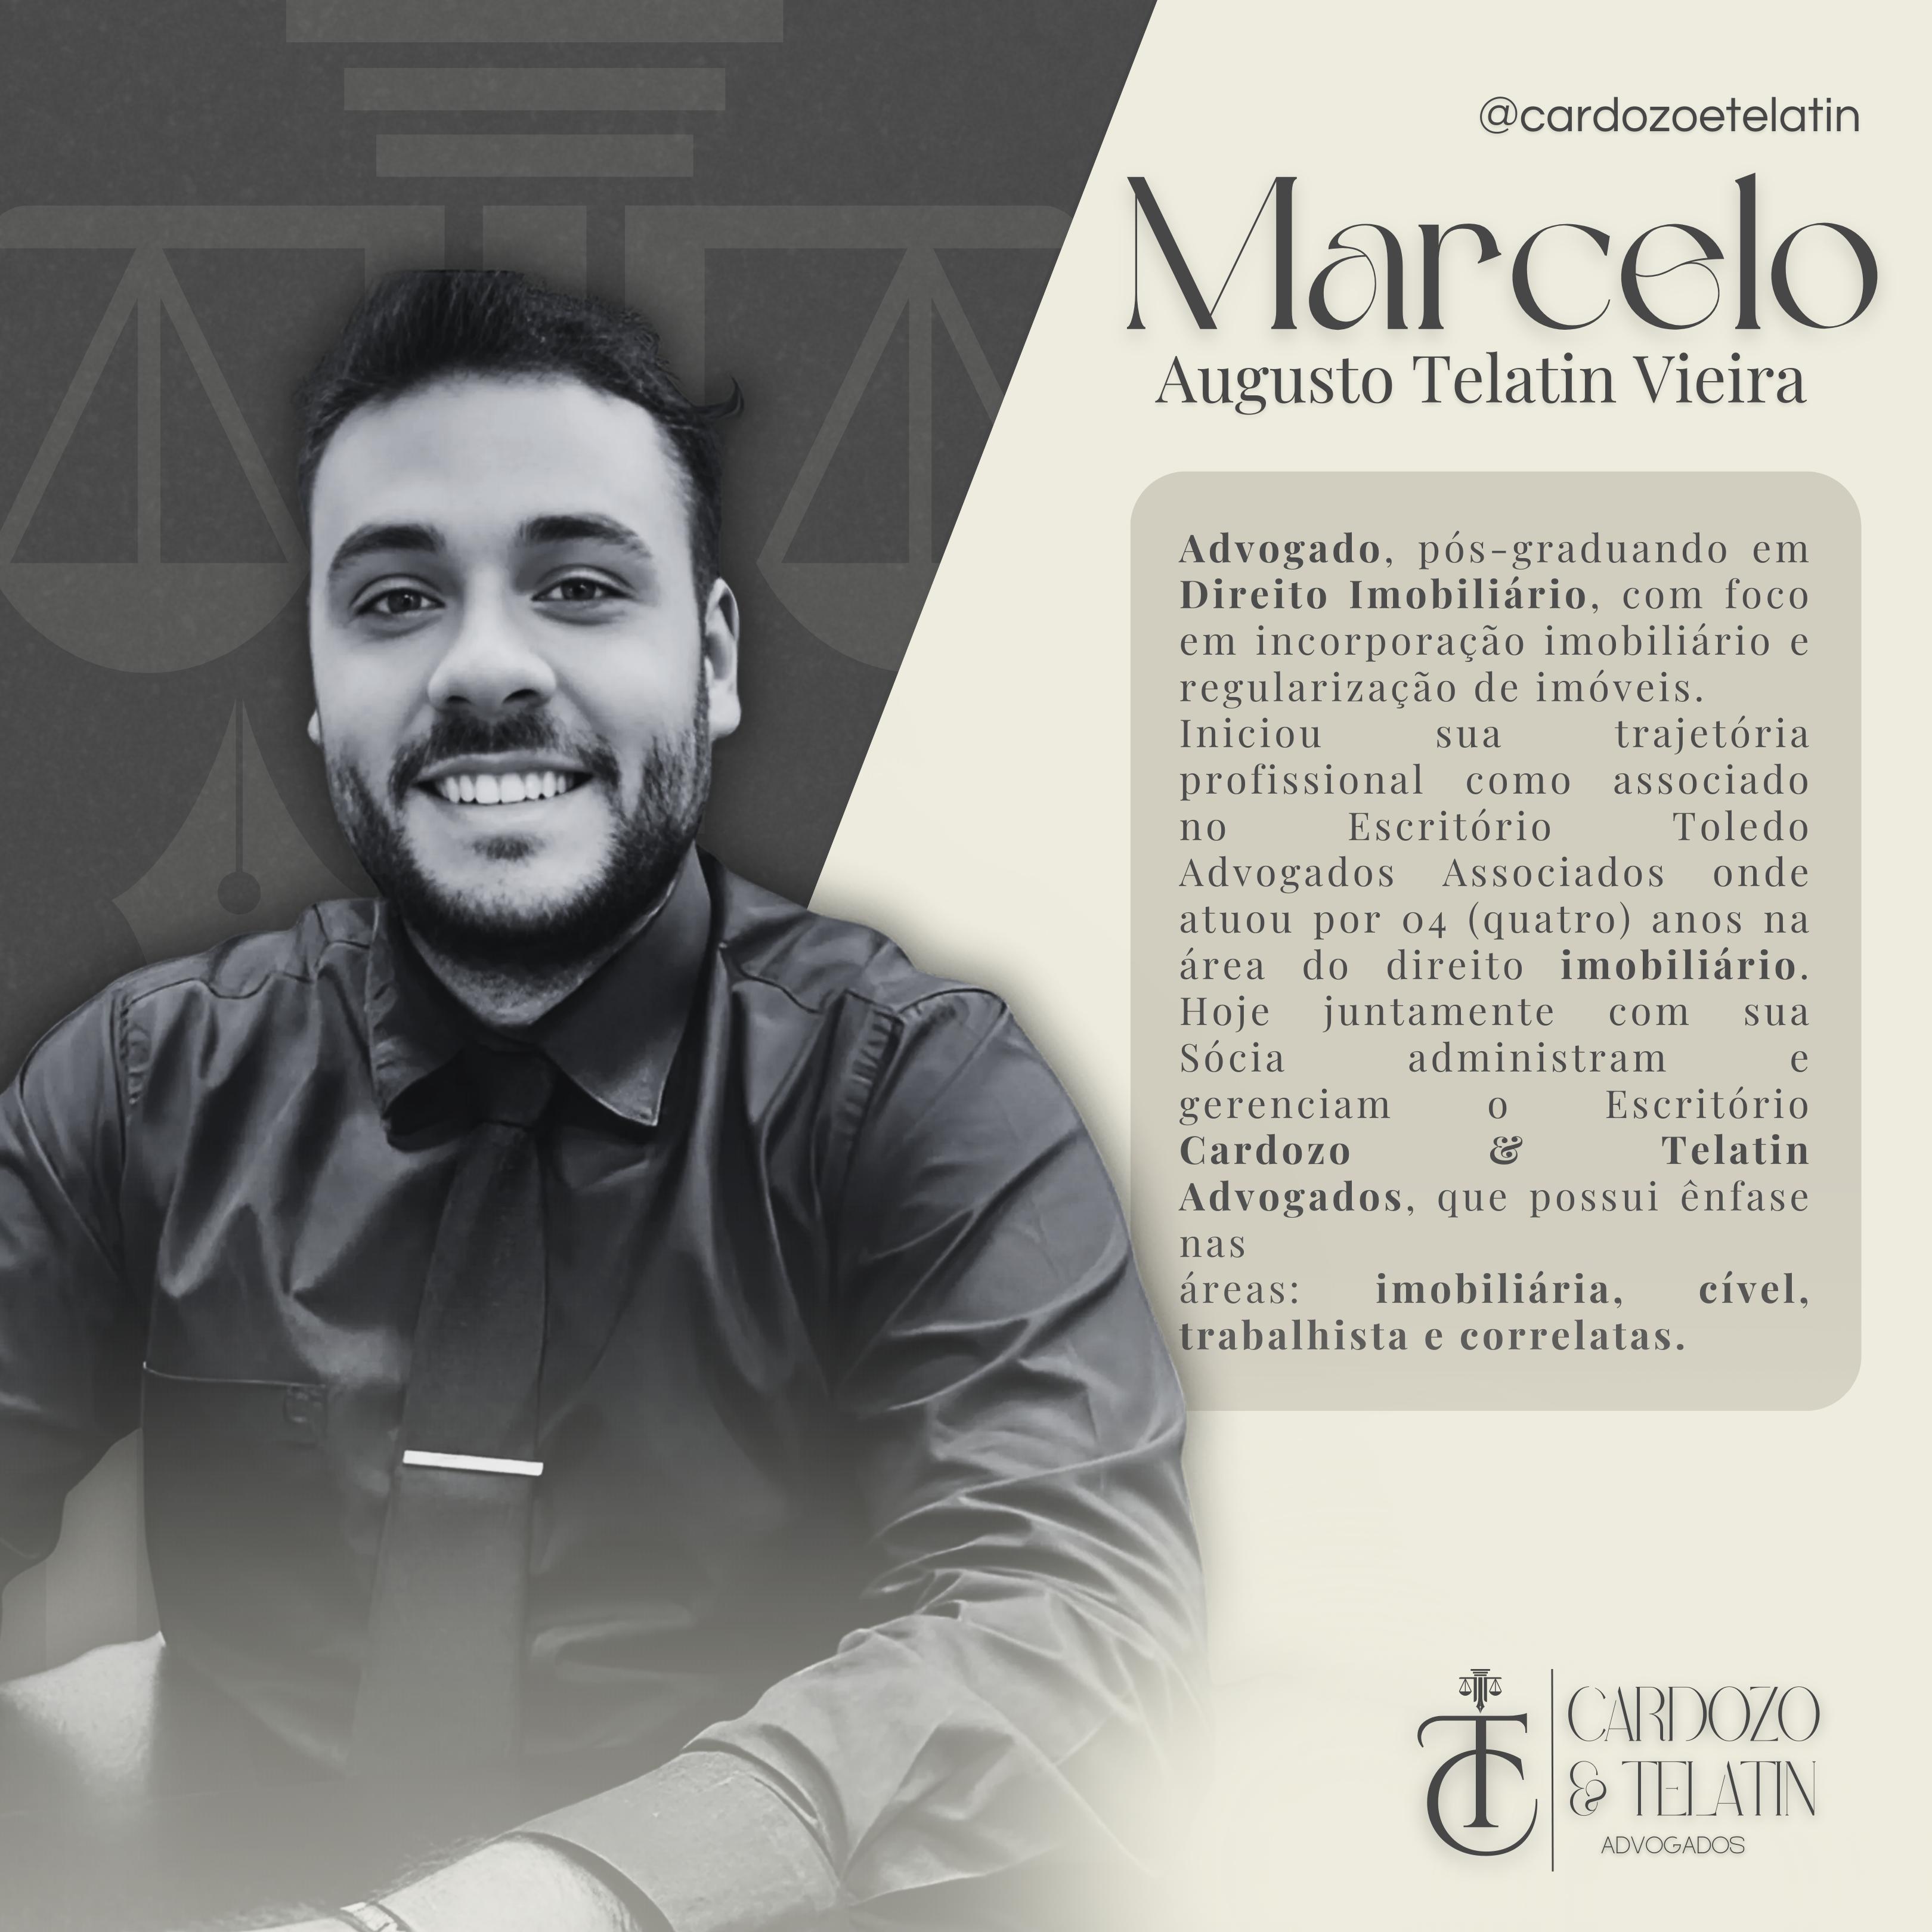 @cardozoetelatin
Marcelo
Augusto Telatin Vieira
Advogado, pós-graduando em
Direito Imobiliário, com foco
em incorporação imobiliário e
regularização de imóveis.
Iniciou sua trajetória
profissional como associado
no Escritório Toledo
Advogados Associados onde
atuou por 04 (quatro) anos na
área do direito imobiliário.
Hoje juntamente com sua
Sócia administram e
gerenciam o Escritório
Cardozo & Telatin
Advogados, que possui ênfase
nas
áreas: imobiliária, cível,
trabalhista e correlatas.
TC
CARDOZO
& TELATIN
ADVOGADOS